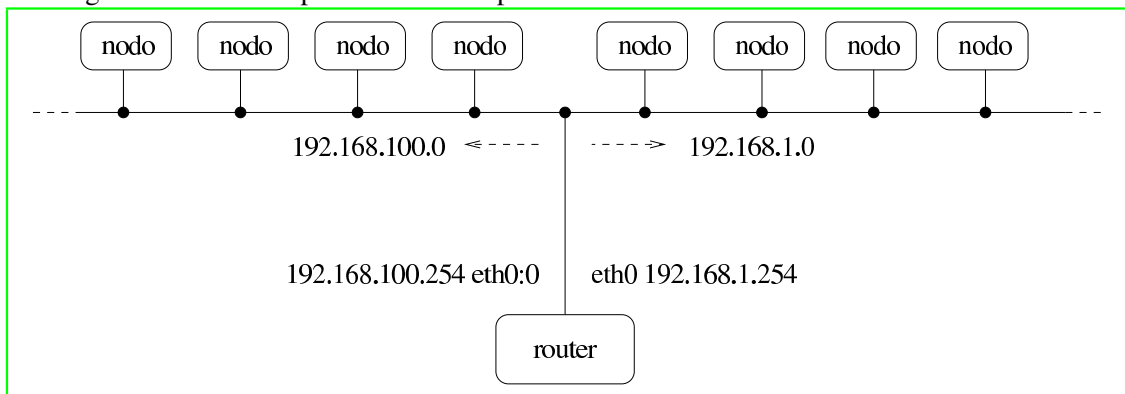 nodo nodo nodo nodo nodo nodo nodo nodo
192.168.100.0 192.168.1.0
192.168.100.254 eth0:0 eth0 192.168.1.254
router